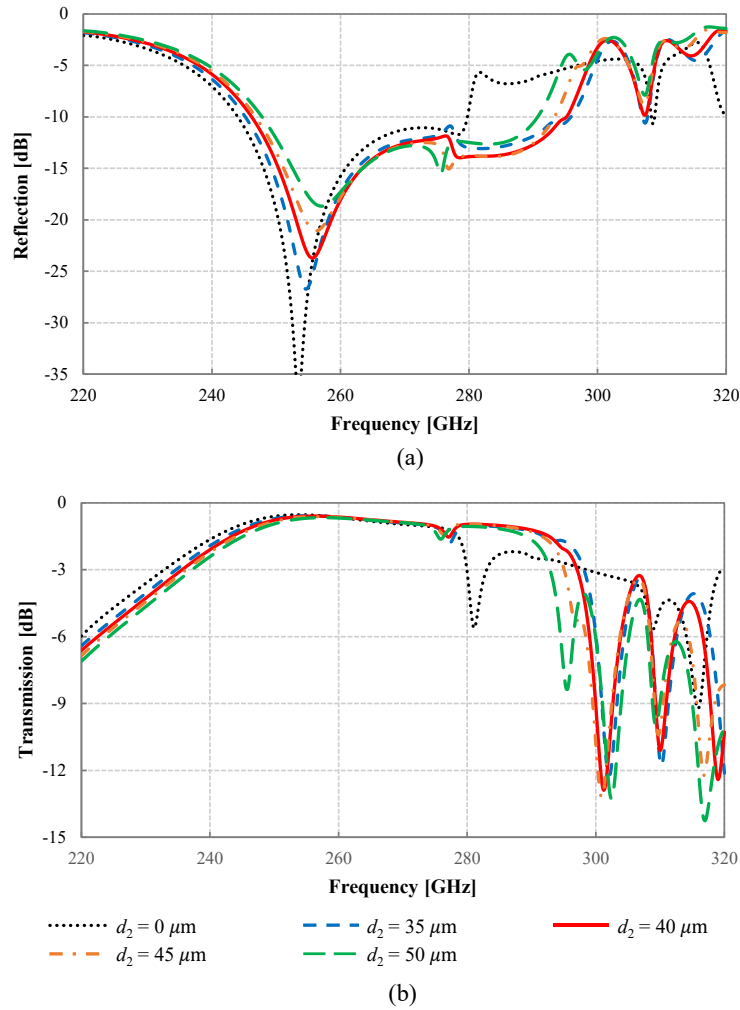 0
-5
-10
-15
-20
-25
-30
-35
Reflection [dB]
220 240 260 280 300 320
Frequency [GHz]
(a)
0
-3
-6
-9
-12
-15
Transmission [dB]
220 240 260 280 300 320
Frequency [GHz]
d2 = 0 μm d2 = 35 μm d2 = 40 μm
d2 = 45 μm d2 = 50 μm
(b)